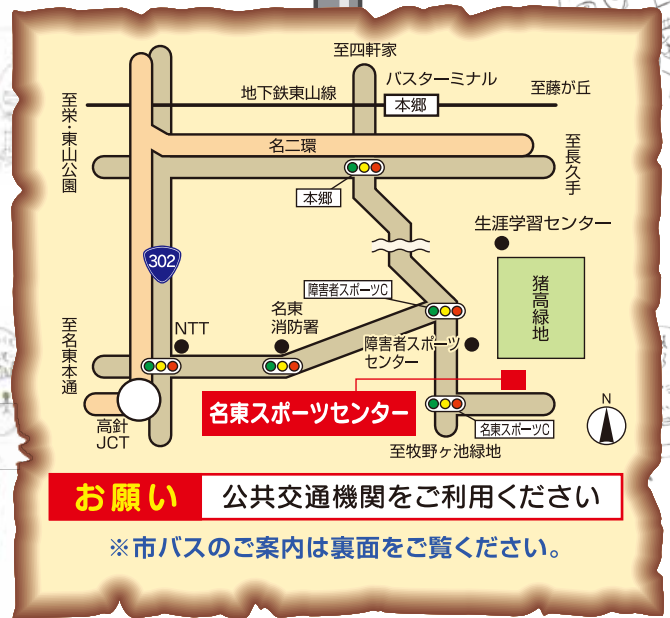 至四軒家
バスターミナル
地下鉄東山線
本郷
至藤が丘
至栄・東山公園
名二環
至長久手
本郷
生涯学習センター
302
猪高緑地
障害者スポーツC
名東
消防署
NTT
至名東本通
障害者スポーツ
センター
名東スポーツセンター
N
高針
JCT
名東スポーツC
至牧野ヶ池緑地
お願い 公共交通機関をご利用ください
※市バスのご案内は裏面をご覧ください。